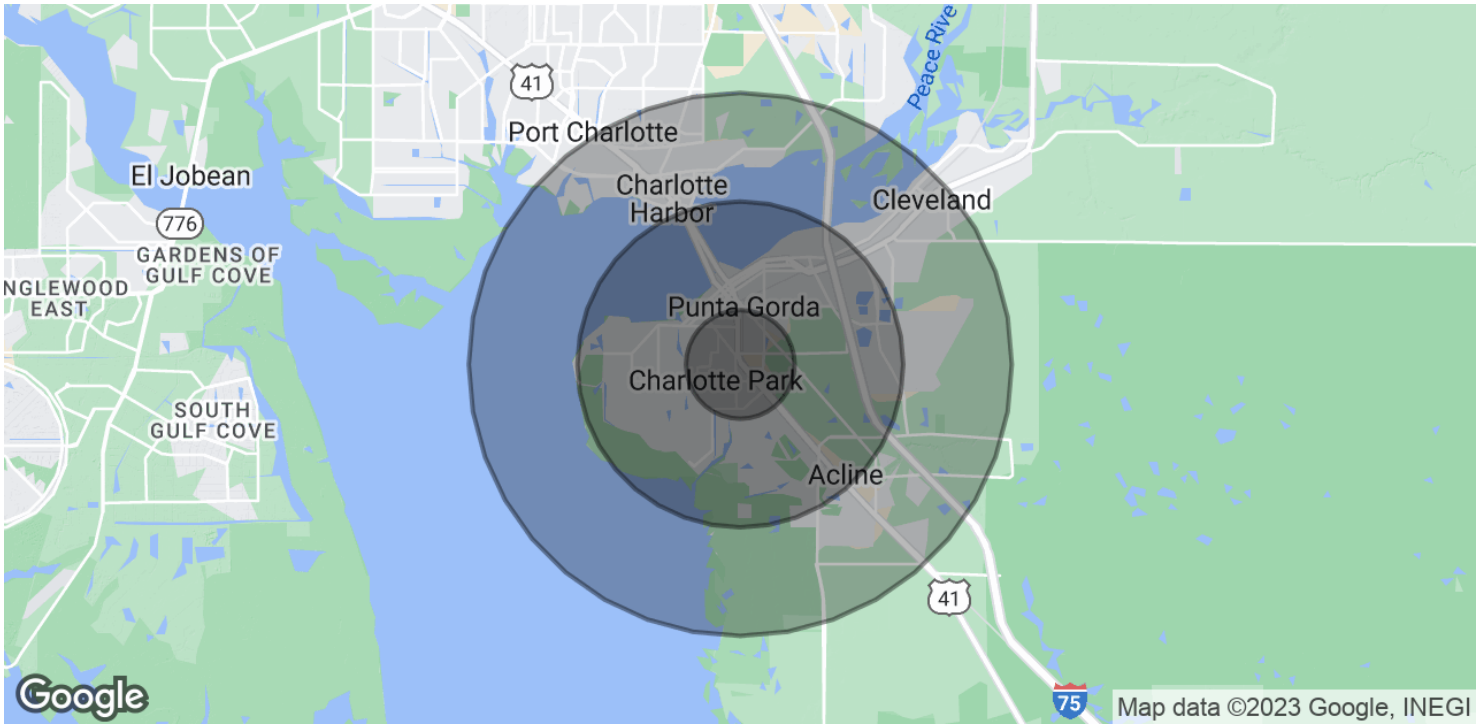 Peace Rive
41
Port Charlotte
El Jobean
Charlotte
Harbor
Cleveland
776
GARDENS OF
GULF COVE
NGLEWOOD
EAST
Punta Gorda
Charlotte Park
SOUTH
GULF COVE
Acline
41
Google
75
Map data ©2023 Google, INEGI